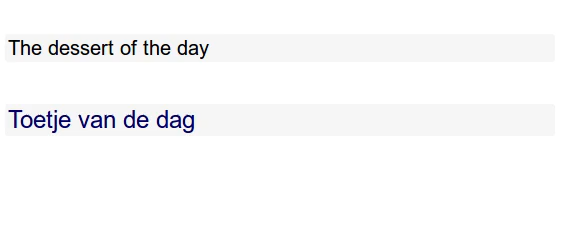 The dessert of the day
Toetje van de dag